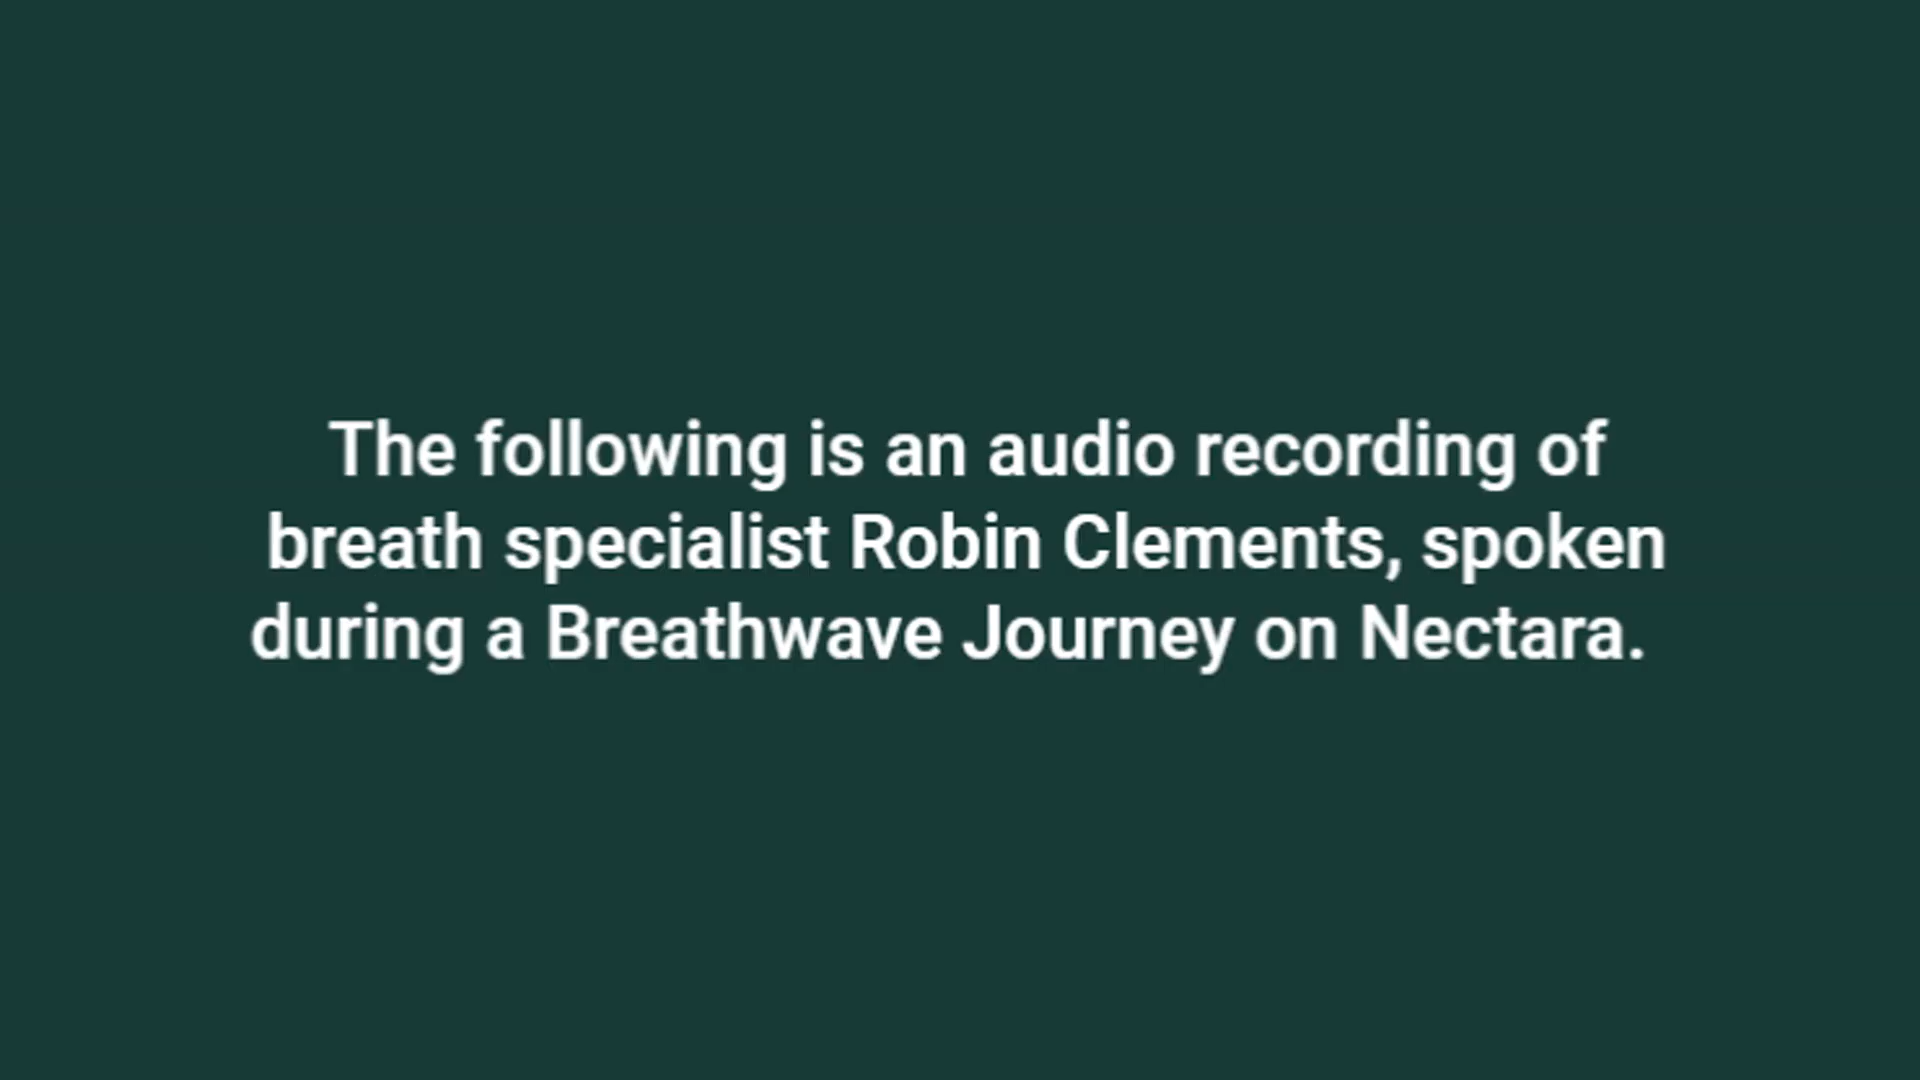 The following is an audio recording of
breath specialist Robin Clements, spoken
during a Breathwave Journey on Nectara.